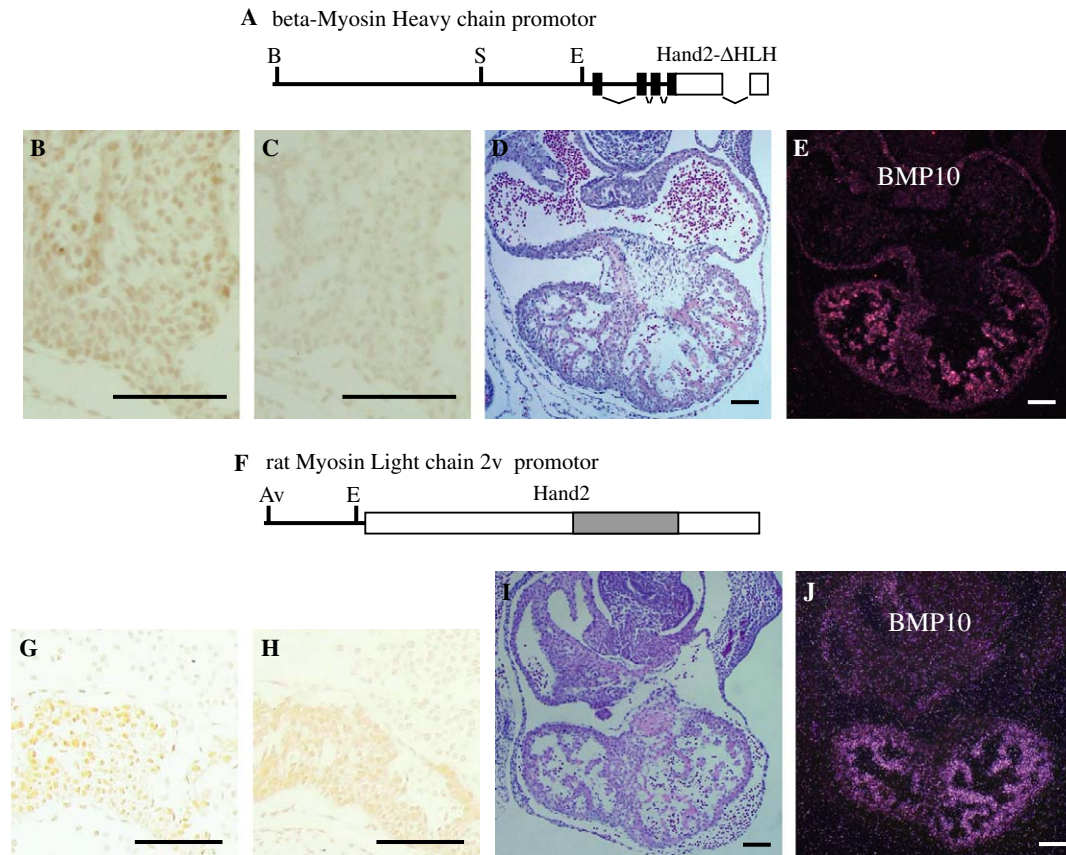 A beta-Myosin Heavy chain promotor
B S E Hand2-ΔHLH
B C D E
BMP10
F rat Myosin Light chain 2v promotor
Av E Hand2
I J
BMP10
G H